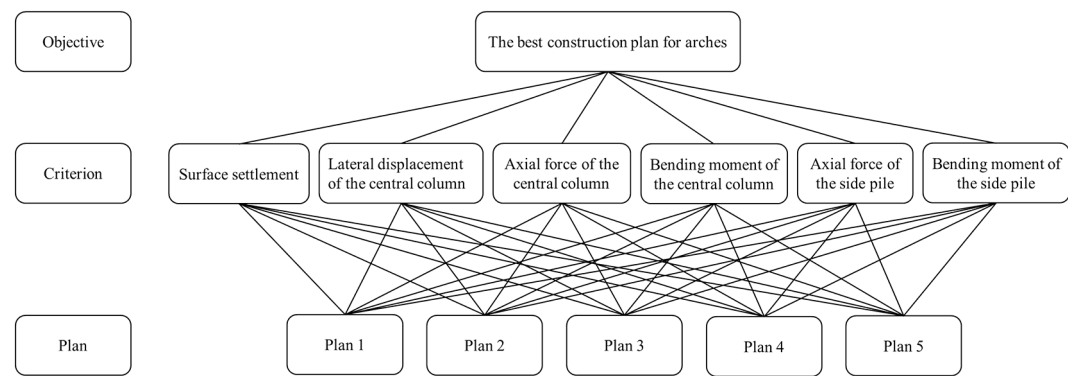 Objective
The best construction plan for arches
Criterion
Surface settlement
Lateral displacement
of the central column
Axial force of the
central column
Bending moment of
the central column
Axial force of
the side pile
Bending moment of
the side pile
Plan
Plan 1
Plan 2
Plan 3
Plan 4
Plan 5